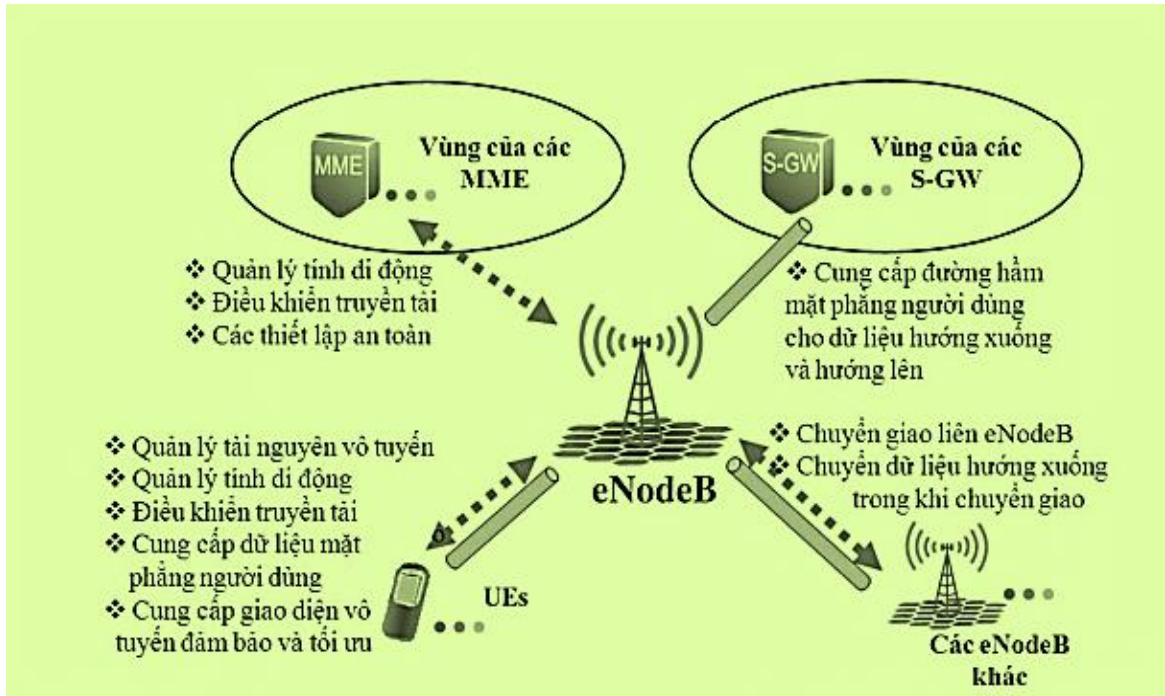 MME
Vùng của các
MME
S-GW
Vùng của các
S-GW
❖ Quản lý tính di động
❖ Điều khiển truyền tải
❖ Các thiết lập an toàn
❖ Cung cấp đường hầm
mặt phẳng người dùng
cho dữ liệu hướng xuống
và hướng lên
eNodeB
❖ Quản lý tài nguyên vô tuyến
❖ Quản lý tính di động
❖ Điều khiển truyền tải
❖ Cung cấp dữ liệu mặt
phẳng người dùng
❖ Cung cấp giao diện vô
tuyến đảm bảo và tối ưu
UEs
❖ Chuyển giao liên eNodeB
❖ Chuyển dữ liệu hướng xuống
trong khi chuyển giao
Các eNodeB
khác